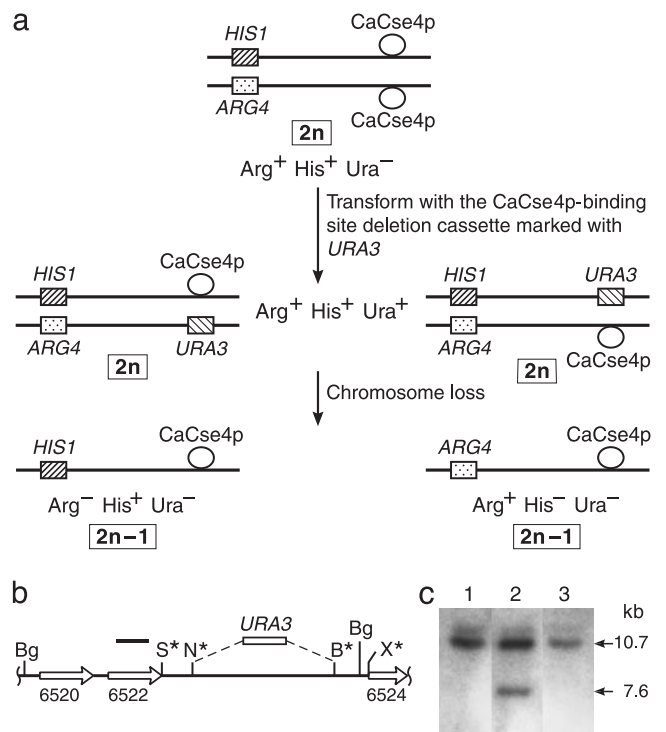 a
HIS1
CaCse4p
ARG4
CaCse4p
2n
Arg+ His+ Ura−
Transform with the CaCse4p-binding
site deletion cassette marked with
URA3
HIS1
CaCse4p
ARG4
URA3
2n
Arg+ His+ Ura+
HIS1
URA3
ARG4
CaCse4p
2n
Chromosome loss
HIS1
CaCse4p
Arg− His+ Ura−
2n−1
ARG4
CaCse4p
Arg+ His− Ura−
2n−1
b
URA3
Bg
S*
N*
B*
Bg
X*
6520
6522
6524
c
1 2 3
kb
10.7
7.6